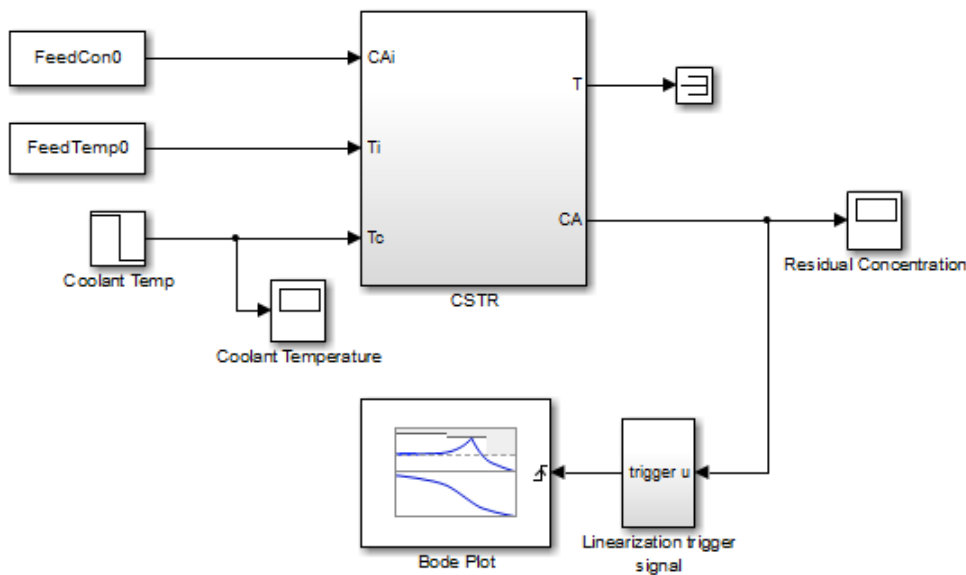 FeedCon0
CAi
T
FeedTemp0
Ti
Tc
CA
Coolant Temp
Residual Concentration
CSTR
Coolant Temperature
trigger u
Linearization trigger
signal
Bode Plot